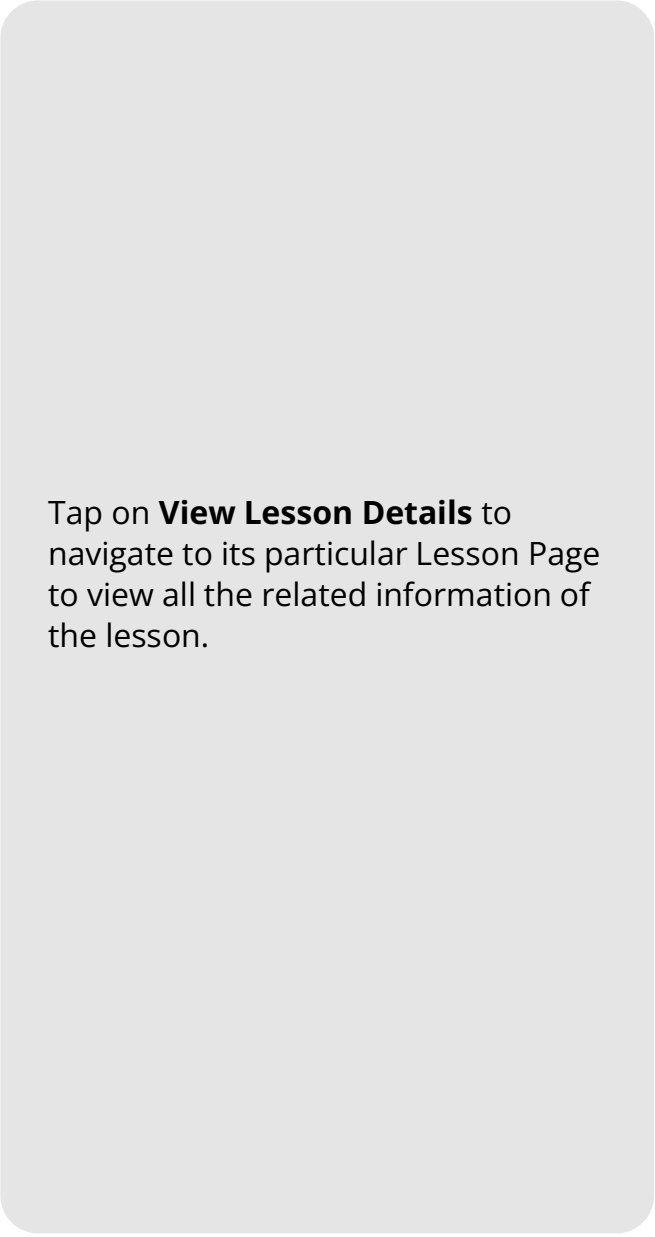 Tap on View Lesson Details to
navigate to its particular Lesson Page
to view all the related information of
the lesson.